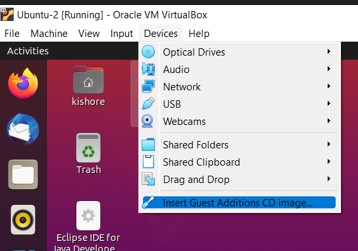 Ubuntu-2 [Running] - Oracle VM VirtualBox
File Machine View Input Devices Help
Activities
Optical Drives
Audio
Network
USB
Webcams
Shared Folders
Shared Clipboard
Drag and Drop
Insert Guest Additions CD image...
kishore
Trash
Eclipse IDE for
Java Develope...